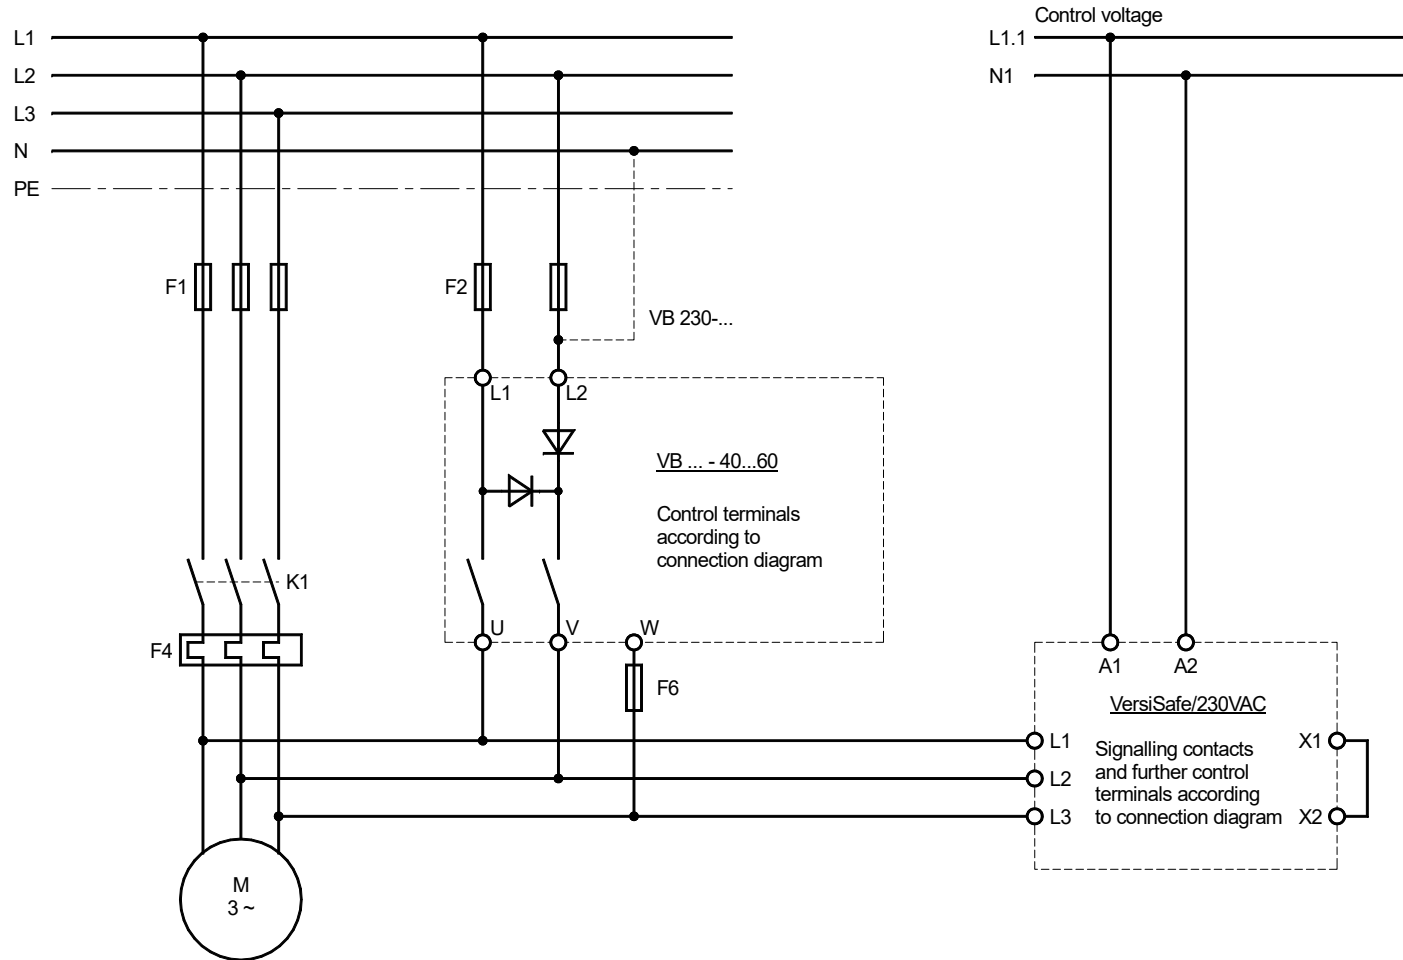 Control voltage
L1
L1.1
L2
N1
L3
N
PE
F1
F2
VB 230-...
L1
L2
VB ... - 40...60
Control terminals
according to
connection diagram
K1
U
V
W
F4
F6
A1
A2
VersiSafe/230VAC
L1
Signalling contacts
X1
and further control
L2
terminals according
L3
to connection diagram
X2
M
3 ~